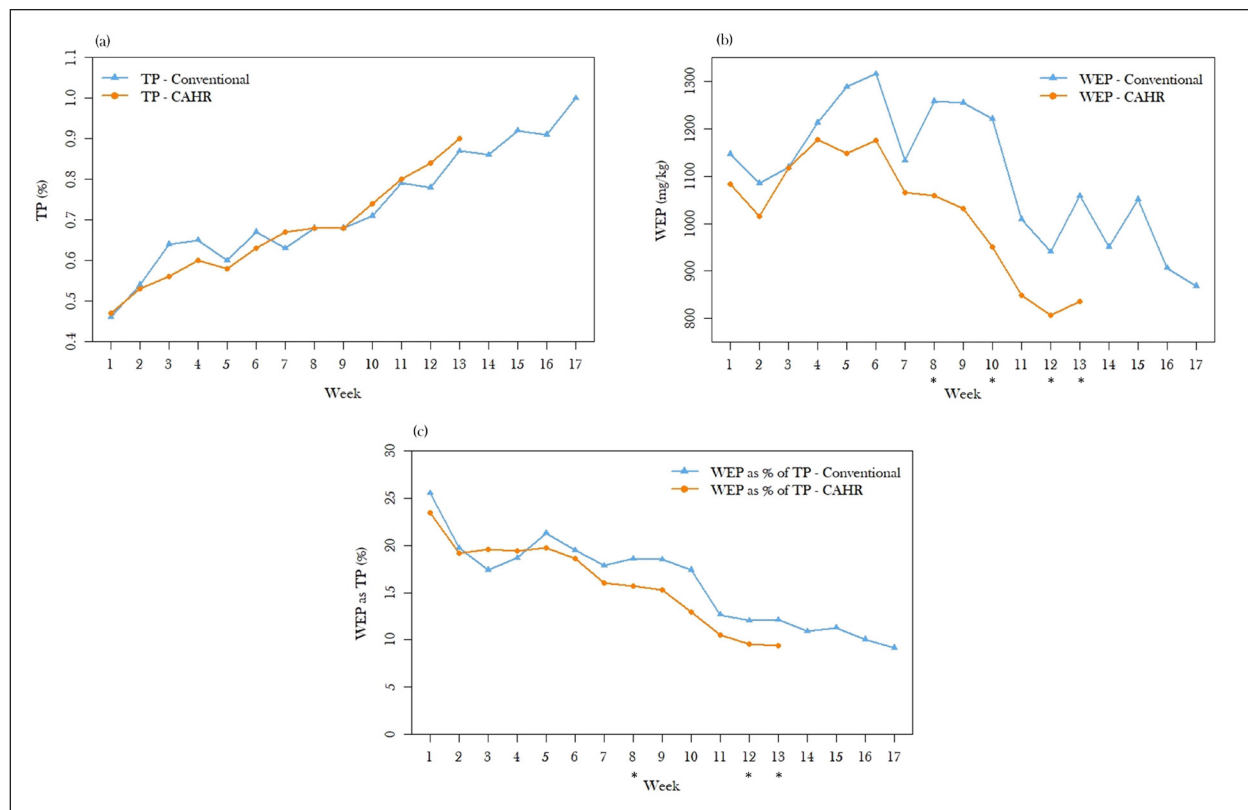 (a)
TP - Conventional
TP - CAHR
TP (%)
1.1
1.0
0.9
0.8
0.7
0.6
0.5
0.4
1 2 3 4 5 6 7 8 9 10 11 12 13 14 15 16 17
Week
(b)
WEP - Conventional
WEP - CAHR
WEP (mg/kg)
1300
1200
1100
1000
900
800
1 2 3 4 5 6 7 8 9 10 11 12 13 14 15 16 17
* * * *
Week
(c)
WEP as % of TP - Conventional
WEP as % of TP - CAHR
WEP as TP (%)
30
25
20
15
10
5
0
1 2 3 4 5 6 7 8 9 10 11 12 13 14 15 16 17
* * *
Week